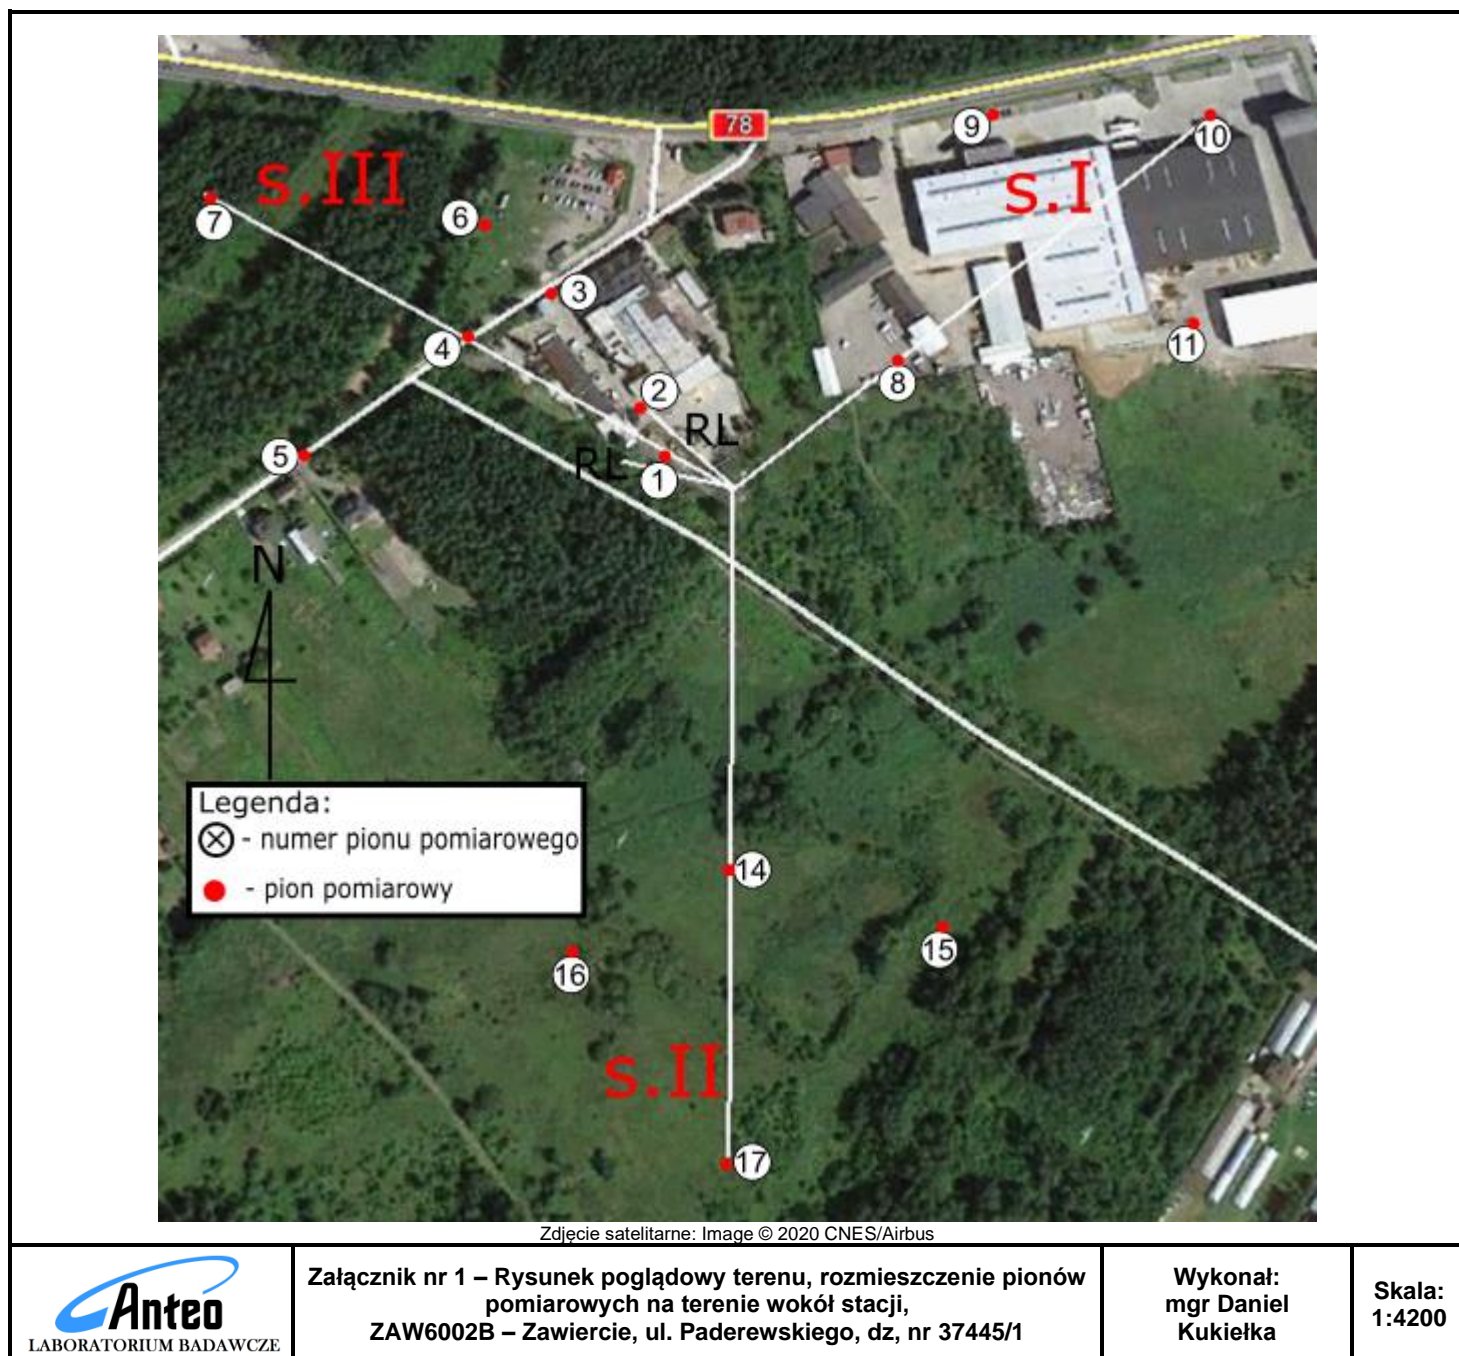 78
9
10
s.III
s.I
7
6
3
4
11
8
2
RL
5
RL
1
N
Legenda:
- numer pionu pomiarowego
- pion pomiarowy
14
15
16
s.II
17
Zdjęcie satelitarne: Image © 2020 CNES/Airbus
Anteo
LABORATORIUM BADAWCZE
Załącznik nr 1 – Rysunek poglądowy terenu, rozmieszczenie pionów
pomiarowych na terenie wokół stacji,
ZAW6002B – Zawiercie, ul. Paderewskiego, dz, nr 37445/1
Wykonał:
mgr Daniel
Kukiełka
Skala:
1:4200